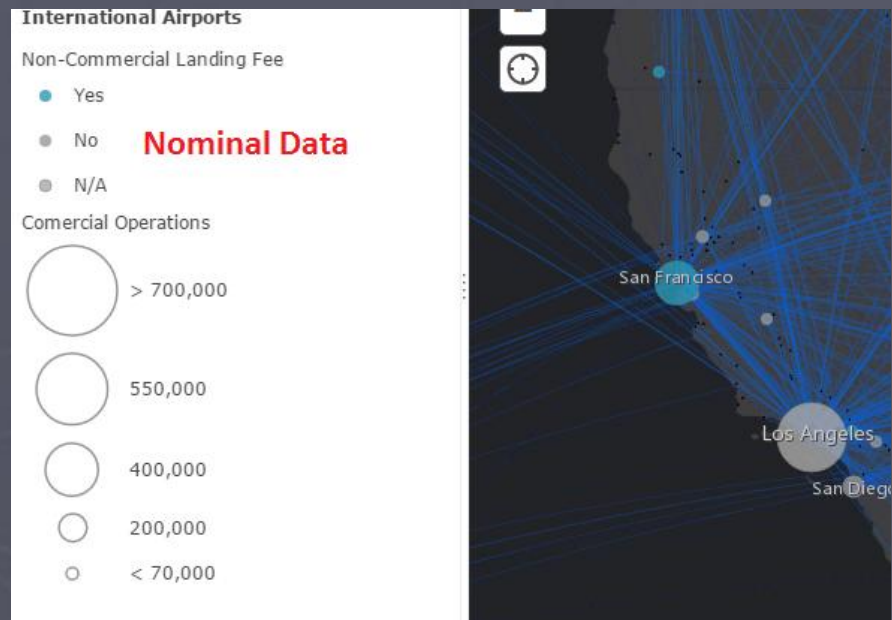 International Airports
Non-Commercial Landing Fee
Yes
No
Nominal Data
N/A
Comercial Operations
> 700,000
550,000
400,000
200,000
< 70,000
San Francisco
Los Angeles
San Dieg